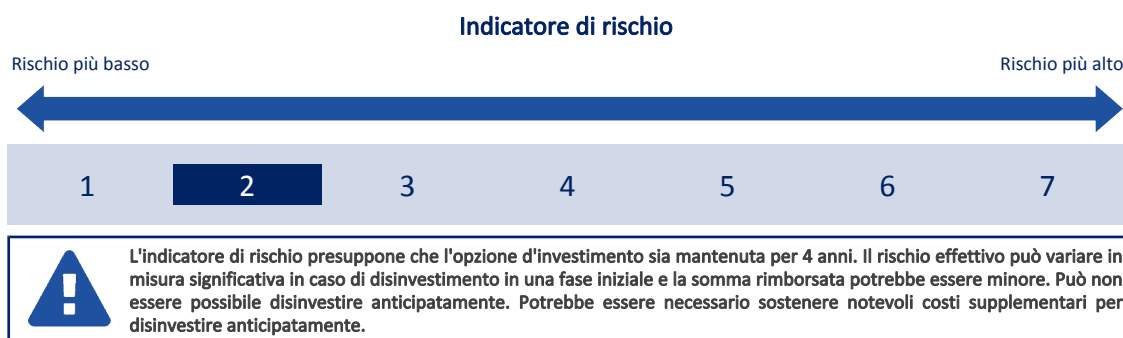 Indicatore di rischio
Rischio più basso
Rischio più alto
1 2 3 4 5 6 7
L'indicatore di rischio presuppone che l'opzione d'investimento sia mantenuta per 4 anni. Il rischio effettivo può variare in
misura significativa in caso di disinvestimento in una fase iniziale e la somma rimborsata potrebbe essere minore. Può non
essere possibile disinvestire anticipatamente. Potrebbe essere necessario sostenere notevoli costi supplementari per
disinvestire anticipatamente.